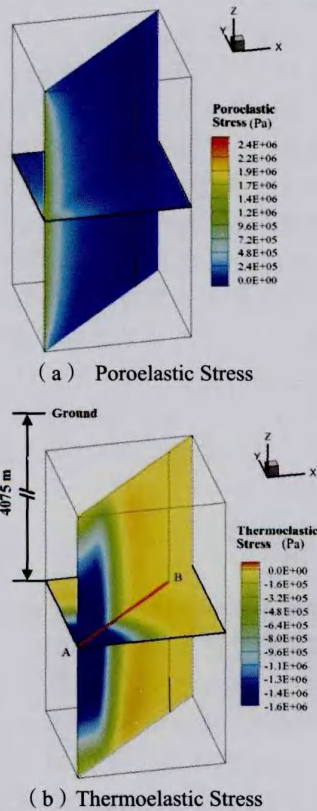 Z
Y
X
Poroelastic
Stress (Pa)
2.4E+06
2.2E+06
1.9E+06
1.7E+06
1.4E+06
1.2E+06
9.6E+05
7.2E+05
4.8E+05
2.4E+05
0.0E+00
(a) Poroelastic Stress
Ground
4075 m
Z
Y
X
Thermoclastic
Stress (Pa)
0.0E+00
-1.6E+05
-3.2E+05
-4.8E+05
-6.4E+05
-8.0E+05
-9.6E+05
-1.1E+06
-1.3E+06
-1.4E+06
-1.6E+06
B
A
(b) Thermoelastic Stress